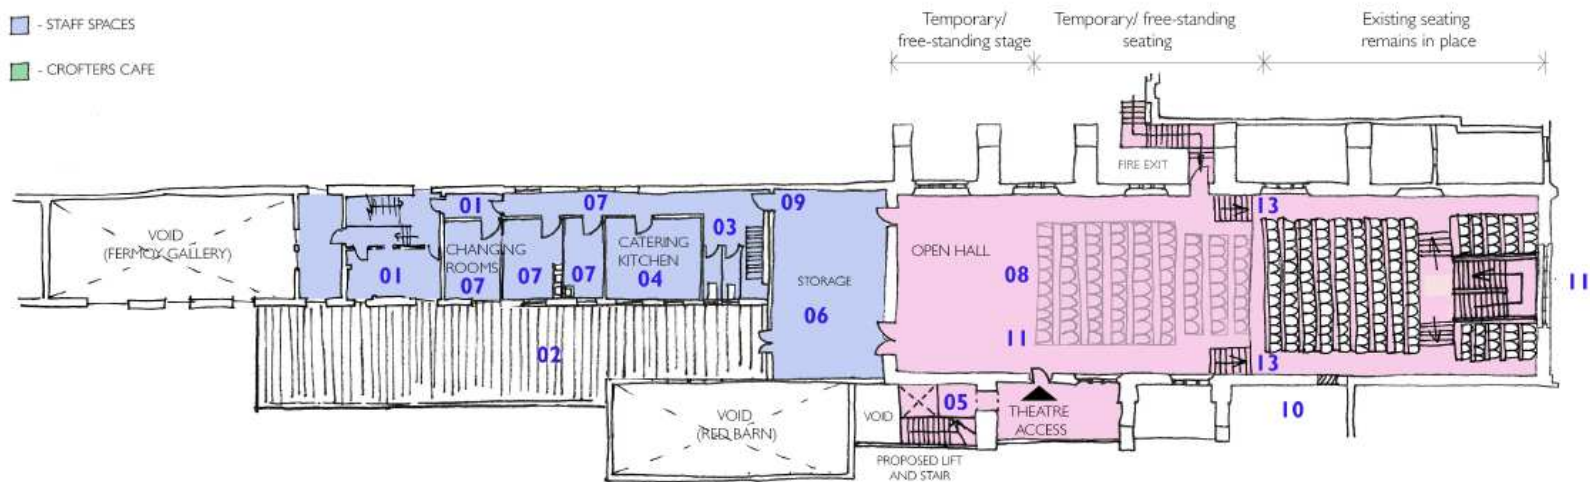 - STAFF SPACES
- CROFTERS CAFE
Temporary/
free-standing stage
Temporary/ free-standing
seating
Existing seating
remains in place
FIRE EXIT
01
07
09
13
03
VOID
(FERMOY GALLERY)
CHANGING
ROOMS
CATERING
KITCHEN
OPEN HALL
01
07
07
07
04
STORAGE
08
11
06
11
02
13
05
10
VOID
(RED BARN)
VOID
THEATRE
ACCESS
PROPOSED LIFT
AND STAIR